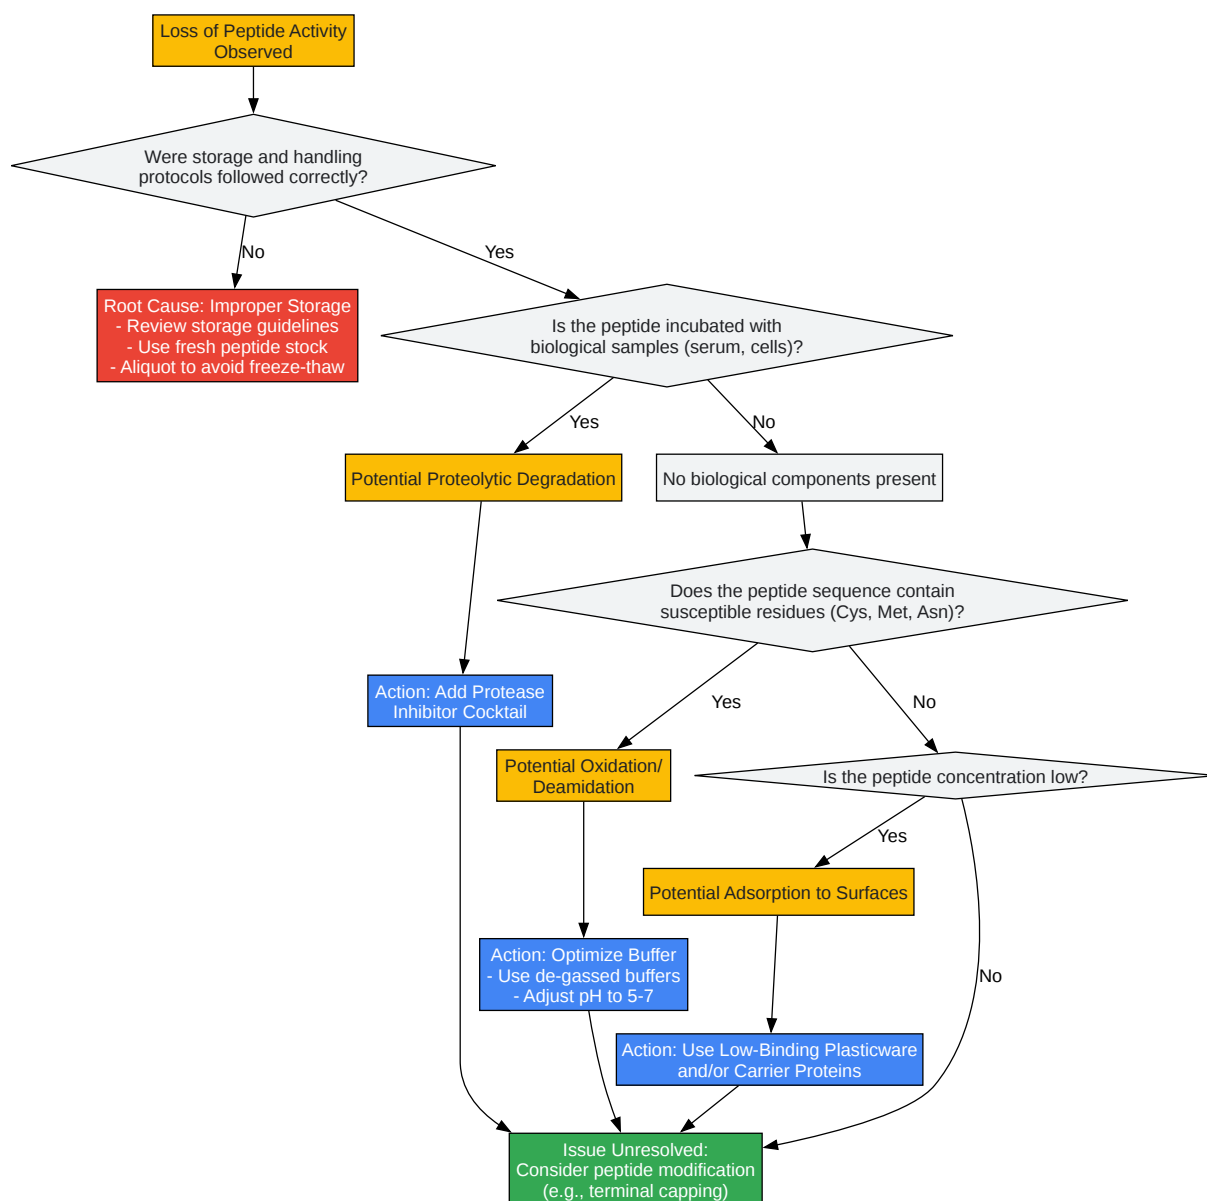 Loss of Peptide Activity
Observed
Were storage and handling
protocols followed correctly?
No
Yes
Root Cause: Improper Storage
- Review storage guidelines
- Use fresh peptide stock
- Aliquot to avoid freeze-thaw
Is the peptide incubated with
biological samples (serum, cells)?
Yes
No
Potential Proteolytic Degradation
No biological components present
Does the peptide sequence contain
susceptible residues (Cys, Met, Asn)?
Action: Add Protease
Inhibitor Cocktail
Yes
No
Potential Oxidation/
Deamidation
Is the peptide concentration low?
Yes
Potential Adsorption to Surfaces
Action: Optimize Buffer
- Use de-gassed buffers
- Adjust pH to 5-7
No
Action: Use Low-Binding Plasticware
and/or Carrier Proteins
Issue Unresolved:
Consider peptide modification
(e.g., terminal capping)